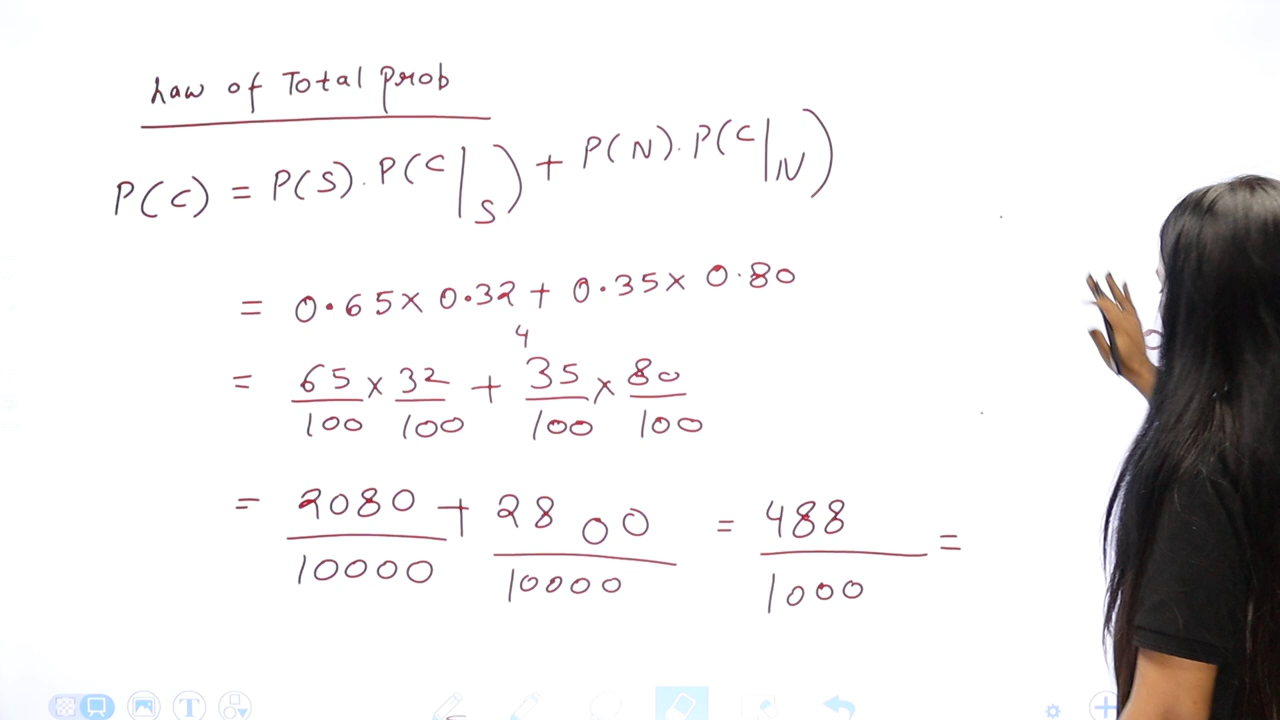 Law of Total Prob
P(C) = P(S). P(C|S) + P(N). P(C|N)
= 0.65 × 0.32 + 0.35 × 0.80
4
= 65/100 × 32/100 + 35/100 × 80/100
= 2080/10000 + 2800/10000 = 488/1000 =
T